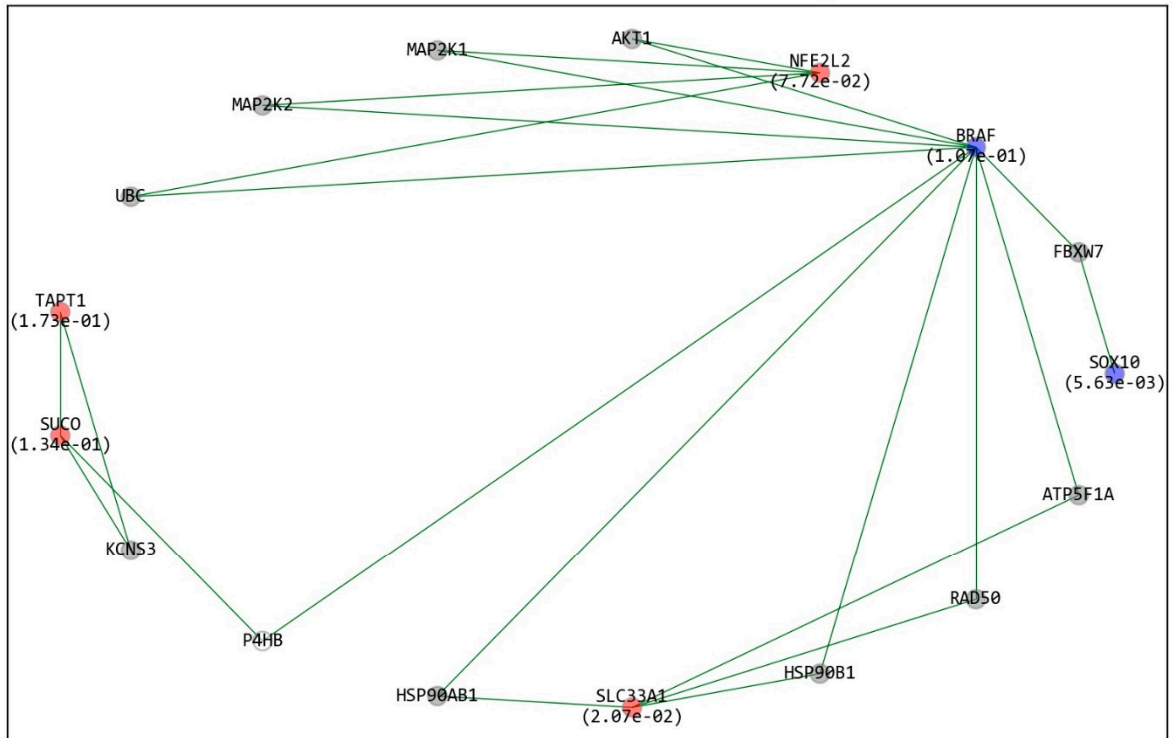 AKT1
MAP2K1
NFE2L2
(7.72e-02)
MAP2K2
BRAF
(1.07e-01)
UBC
FBXW7
TAPT1
(1.73e-01)
SOX10
(5.63e-03)
SUCO
(1.34e-01)
ATP5F1A
KCNS3
RAD50
P4HB
HSP90B1
HSP90AB1
SLC33A1
(2.07e-02)